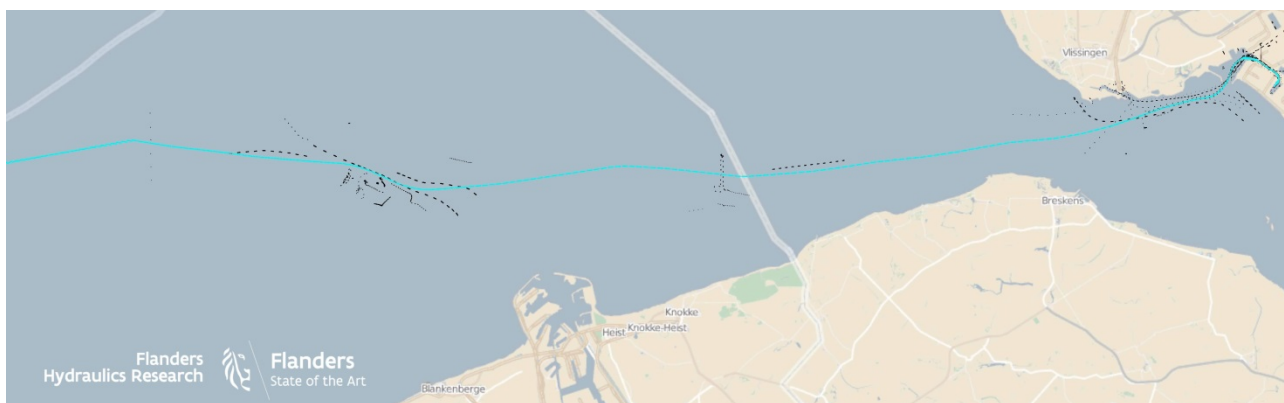 Vlissingen
Breskens
Knokke
Heist
Knokke-Heist
Blankenberge
Flanders
Hydraulics Research
Flanders
State of the Art